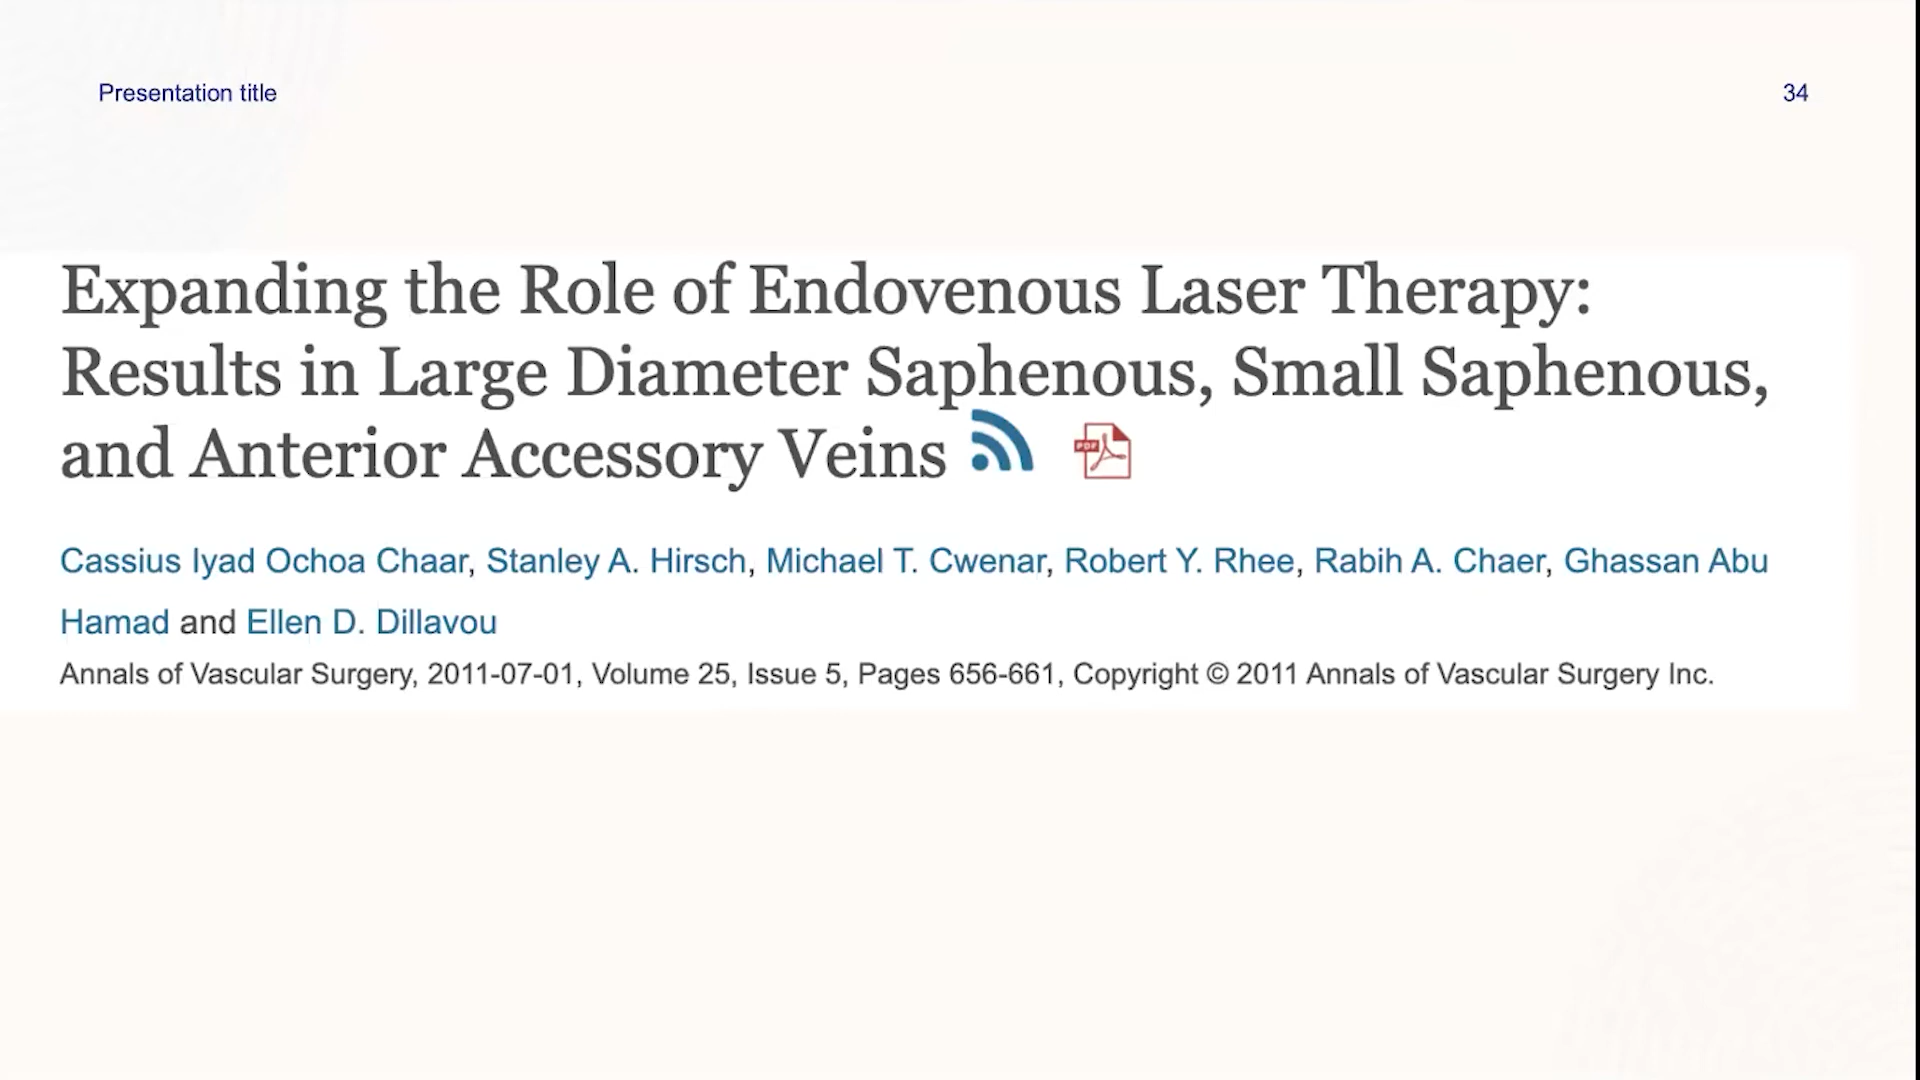 Presentation title
34
Expanding the Role of Endovenous Laser Therapy:
Results in Large Diameter Saphenous, Small Saphenous,
and Anterior Accessory Veins
PDF
Cassius Iyad Ochoa Chaar, Stanley A. Hirsch, Michael T. Cwenar, Robert Y. Rhee, Rabih A. Chaer, Ghassan Abu
Hamad and Ellen D. Dillavou
Annals of Vascular Surgery, 2011-07-01, Volume 25, Issue 5, Pages 656-661, Copyright © 2011 Annals of Vascular Surgery Inc.